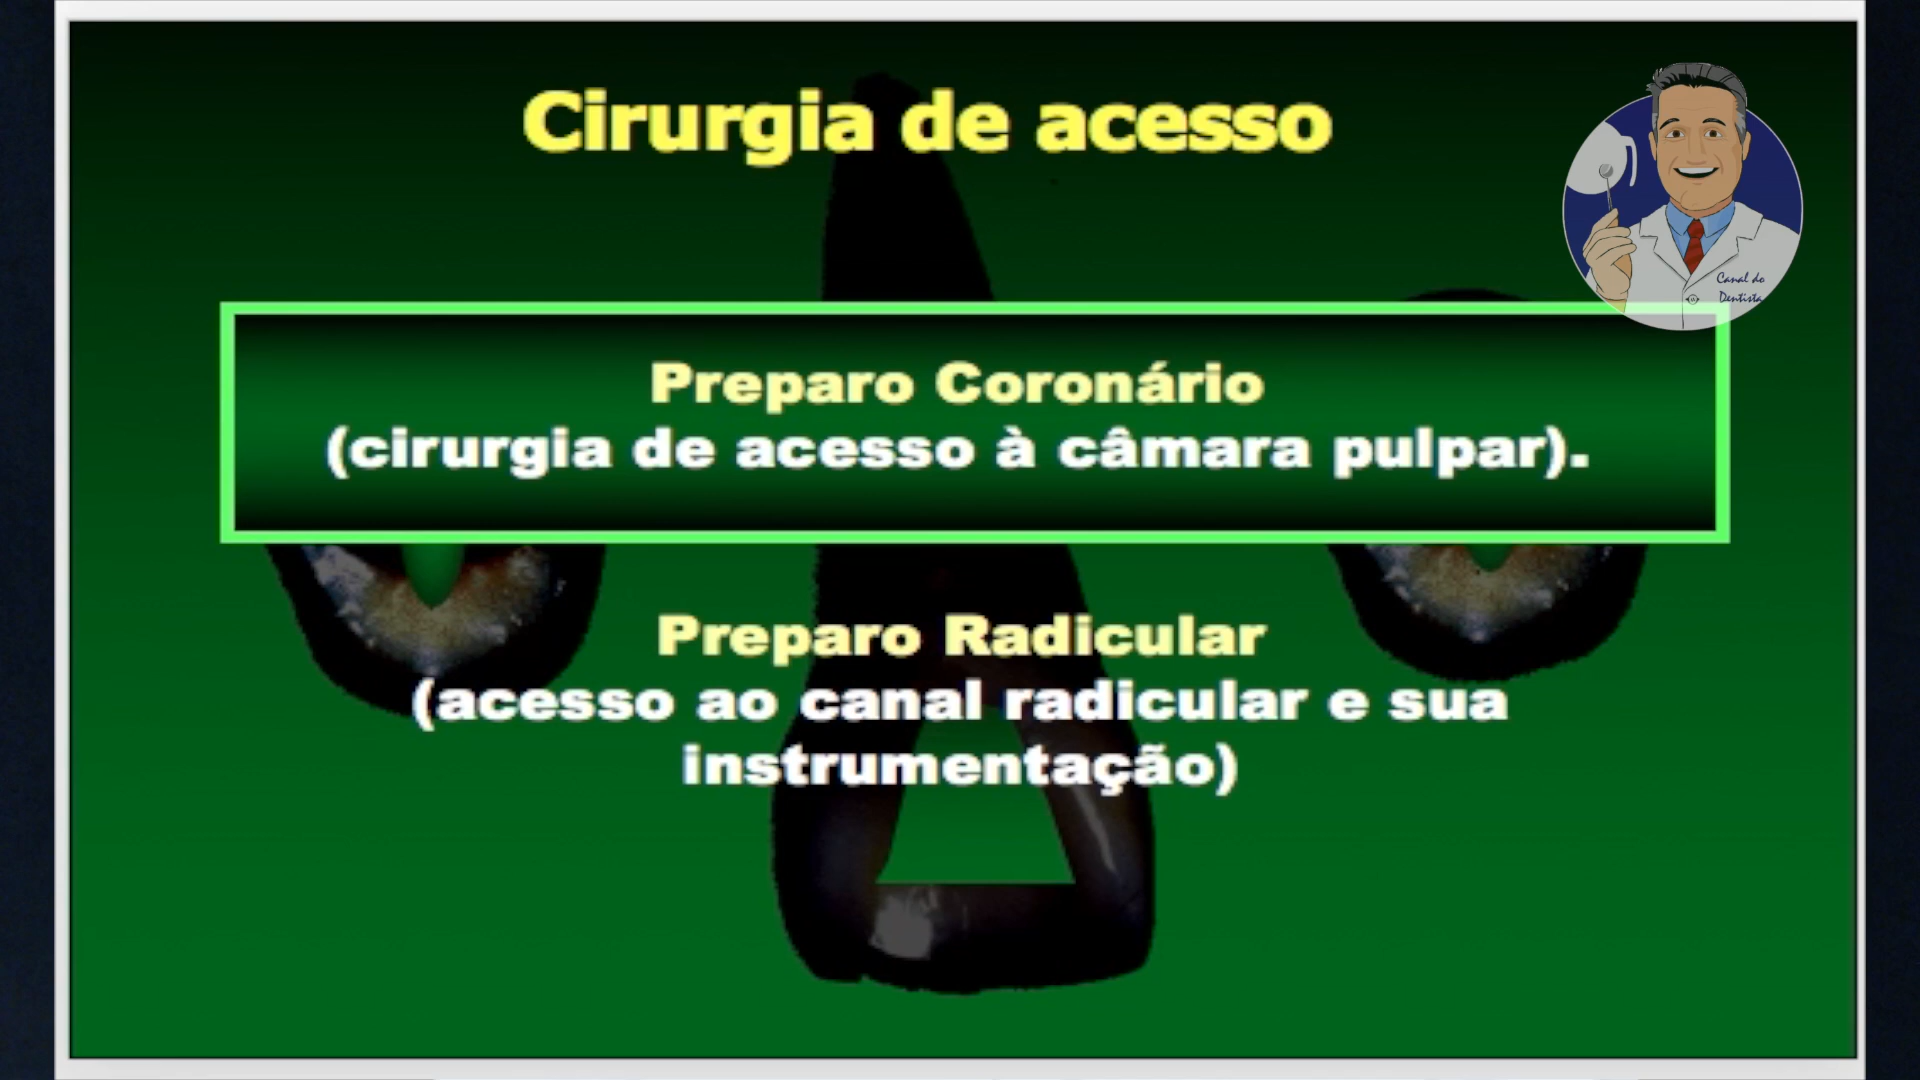 Cirurgia de acesso
Canal do
Dentista
Preparo Coronário
(cirurgia de acesso à câmara pulpar).
Preparo Radicular
(acesso ao canal radicular e sua
instrumentação)